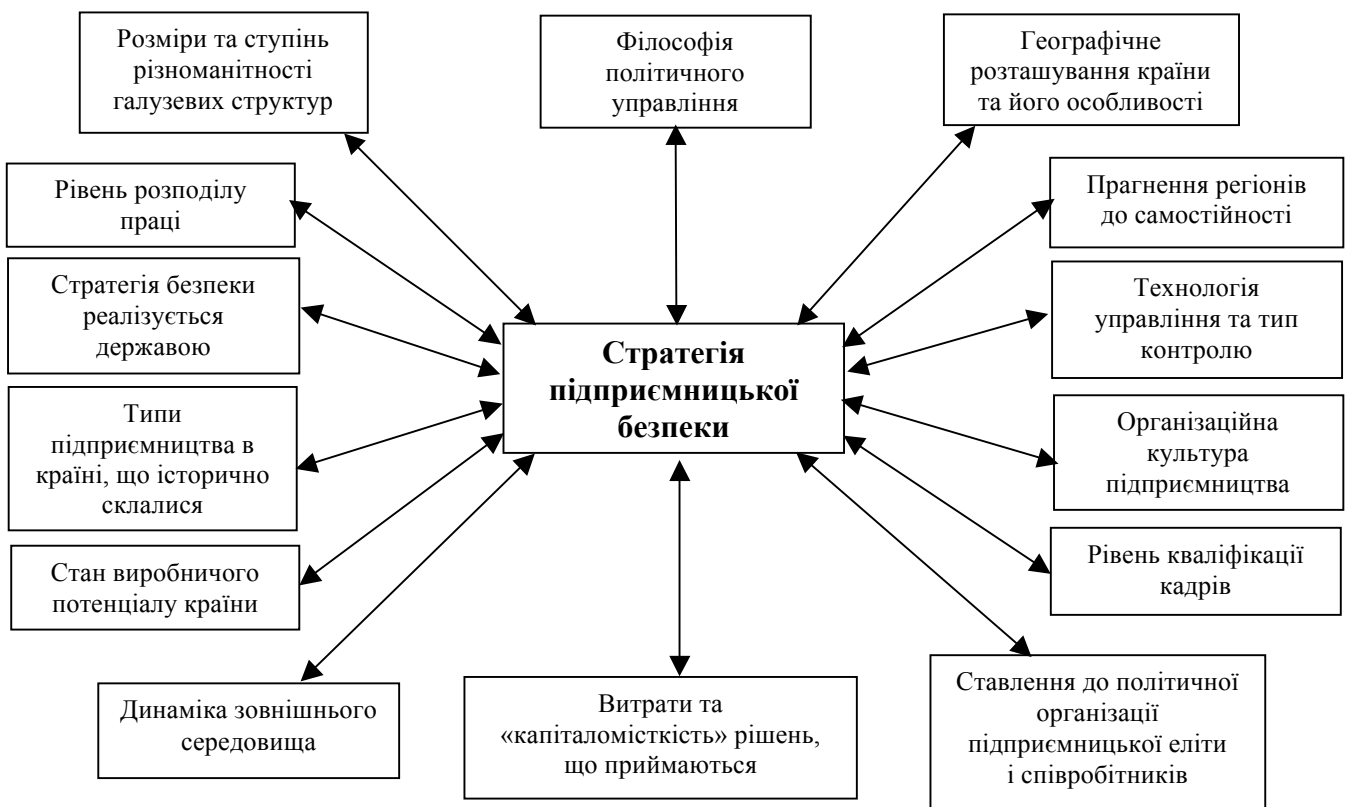 Розміри та ступінь
різноманітності
галузевих структур
Філософія
політичного
управління
Географічне
розташування країни
та його особливості
Рівень розподілу
праці
Прагнення регіонів
до самостійності
Стратегія безпеки
реалізується
державою
Технологія
управління та тип
контролю
Стратегія
підприємницької
безпеки
Типи
підприємництва в
країні, що історично
склалися
Організаційна
культура
підприємництва
Стан виробничого
потенціалу країни
Рівень кваліфікації
кадрів
Динаміка зовнішнього
середовища
Витрати та
«капіталомісткість» рішень,
що приймаються
Ставлення до політичної
організації
підприємницької еліти
і співробітників